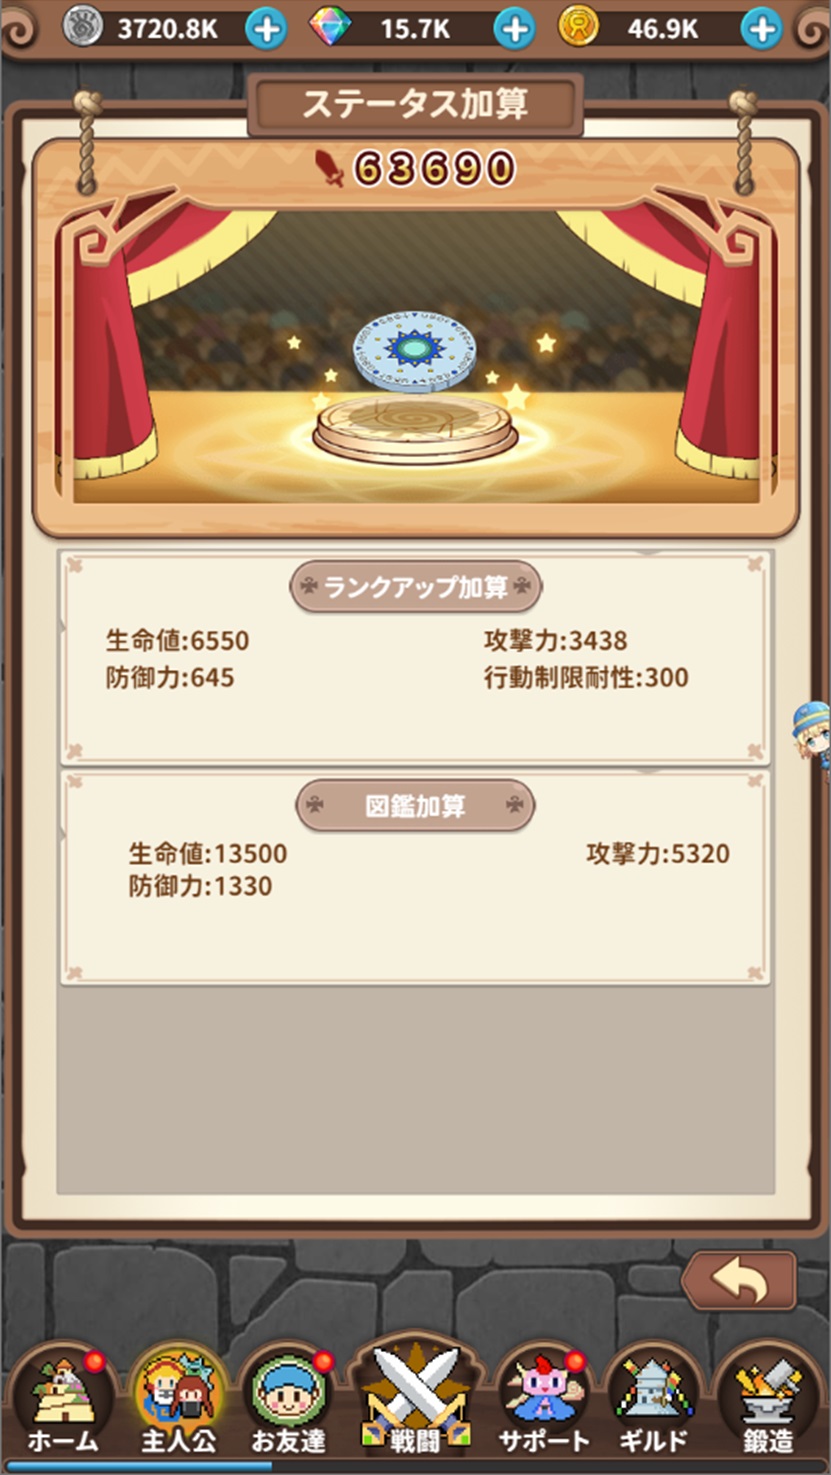 3720.8K 15.7K 46.9K
ステータス加算
63690
ランクアップ加算
生命値:6550 攻撃力:3438
防御力:645 行動制限耐性:300
図鑑加算
生命値:13500 攻撃力:5320
防御力:1330
ホーム 主人公 お友達 戦闘 サポート ギルド 鍛造